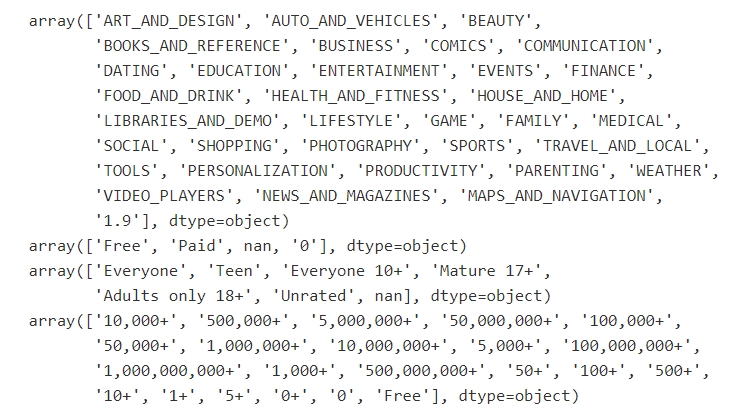 array(['ART_AND_DESIGN', 'AUTO_AND_VEHICLES', 'BEAUTY',
'BOOKS_AND_REFERENCE', 'BUSINESS', 'COMICS', 'COMMUNICATION',
'DATING', 'EDUCATION', 'ENTERTAINMENT', 'EVENTS', 'FINANCE',
'FOOD_AND_DRINK', 'HEALTH_AND_FITNESS', 'HOUSE_AND_HOME',
'LIBRARIES_AND_DEMO', 'LIFESTYLE', 'GAME', 'FAMILY', 'MEDICAL',
'SOCIAL', 'SHOPPING', 'PHOTOGRAPHY', 'SPORTS', 'TRAVEL_AND_LOCAL',
'TOOLS', 'PERSONALIZATION', 'PRODUCTIVITY', 'PARENTING', 'WEATHER',
'VIDEO_PLAYERS', 'NEWS_AND_MAGAZINES', 'MAPS_AND_NAVIGATION',
'1.9'], dtype=object)
array(['Free', 'Paid', nan, '0'], dtype=object)
array(['Everyone', 'Teen', 'Everyone 10+', 'Mature 17+',
'Adults only 18+', 'Unrated', nan], dtype=object)
array(['10,000+', '500,000+', '5,000,000+', '50,000,000+', '100,000+',
'50,000+', '1,000,000+', '10,000,000+', '5,000+', '100,000,000+',
'1,000,000,000+', '1,000+', '500,000,000+', '50+', '100+', '500+',
'10+', '1+', '5+', '0+', '0', 'Free'], dtype=object)